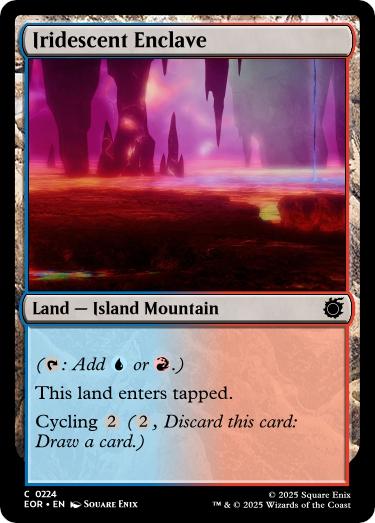 Iridescent Enclave
Land — Island Mountain
(: Add or .)
This land enters tapped.
Cycling 2 (2, Discard this card:
Draw a card.)
C 0224
EOR • EN Square Enix
© 2025 Square Enix
™ & © 2025 Wizards of the Coast